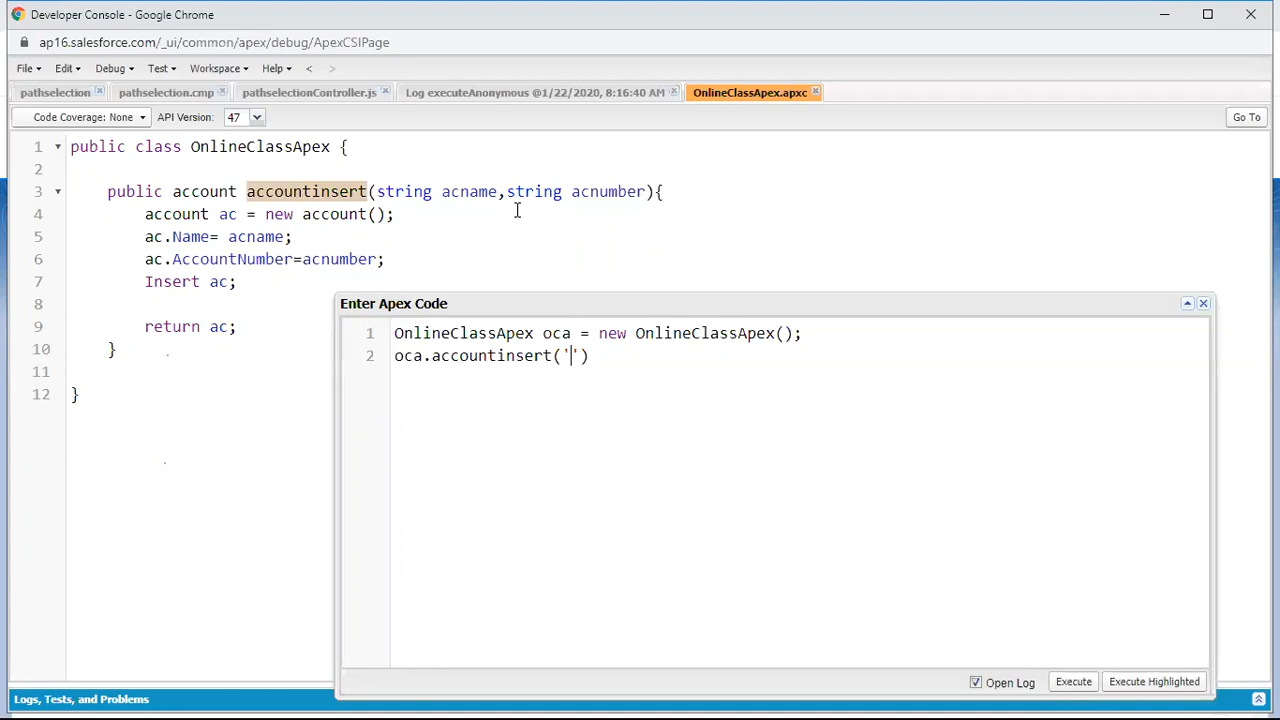 Developer Console - Google Chrome
ap16.salesforce.com/_ui/common/apex/debug/ApexCSIPage
File Edit Debug Test Workspace Help < >
pathselection pathselection.cmp pathselectionController.js Log executeAnonymous @1/22/2020, 8:16:40 AM OnlineClassApex.apxc
Code Coverage: None API Version: 47 Go To
1 public class OnlineClassApex {
2
3 public account accountinsert(string acname,string acnumber){
4 account ac = new account();
5 ac.Name= acname;
6 ac.AccountNumber=acnumber;
7 Insert ac;
8
9 return ac;
10 }
11
12 }
Enter Apex Code
1 OnlineClassApex oca = new OnlineClassApex();
2 oca.accountinsert('')
Open Log Execute Execute Highlighted
Logs, Tests, and Problems